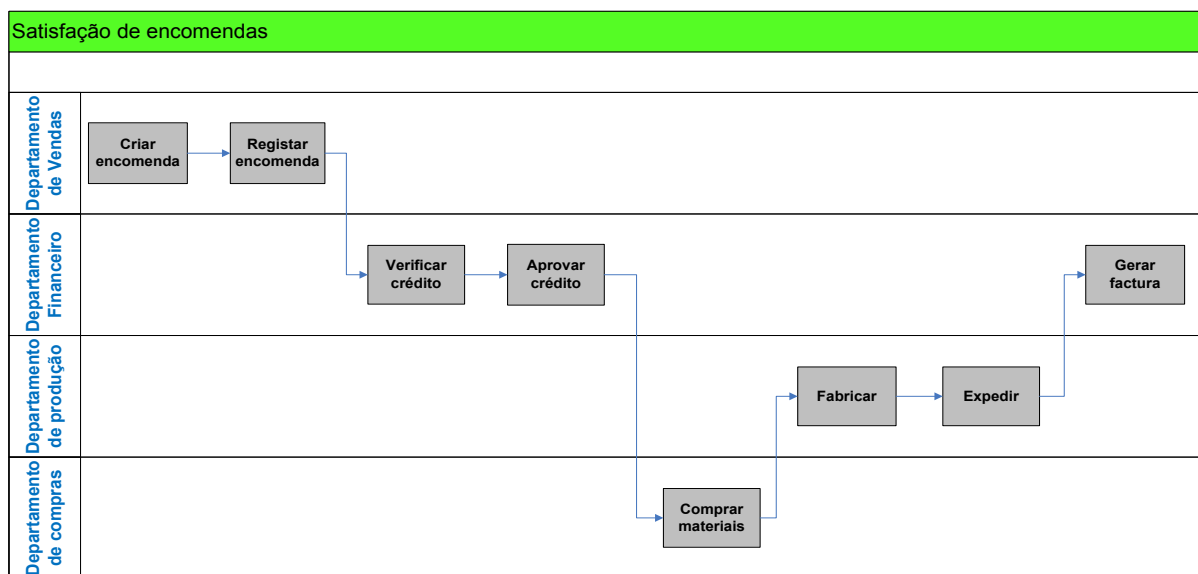 Satisfação de encomendas
Departamento
de Vendas
Criar
encomenda
Registar
encomenda
Departamento
Financeiro
Verificar
crédito
Aprovar
crédito
Gerar
factura
Departamento
de produção
Fabricar
Expedir
Departamento
de compras
Comprar
materiais